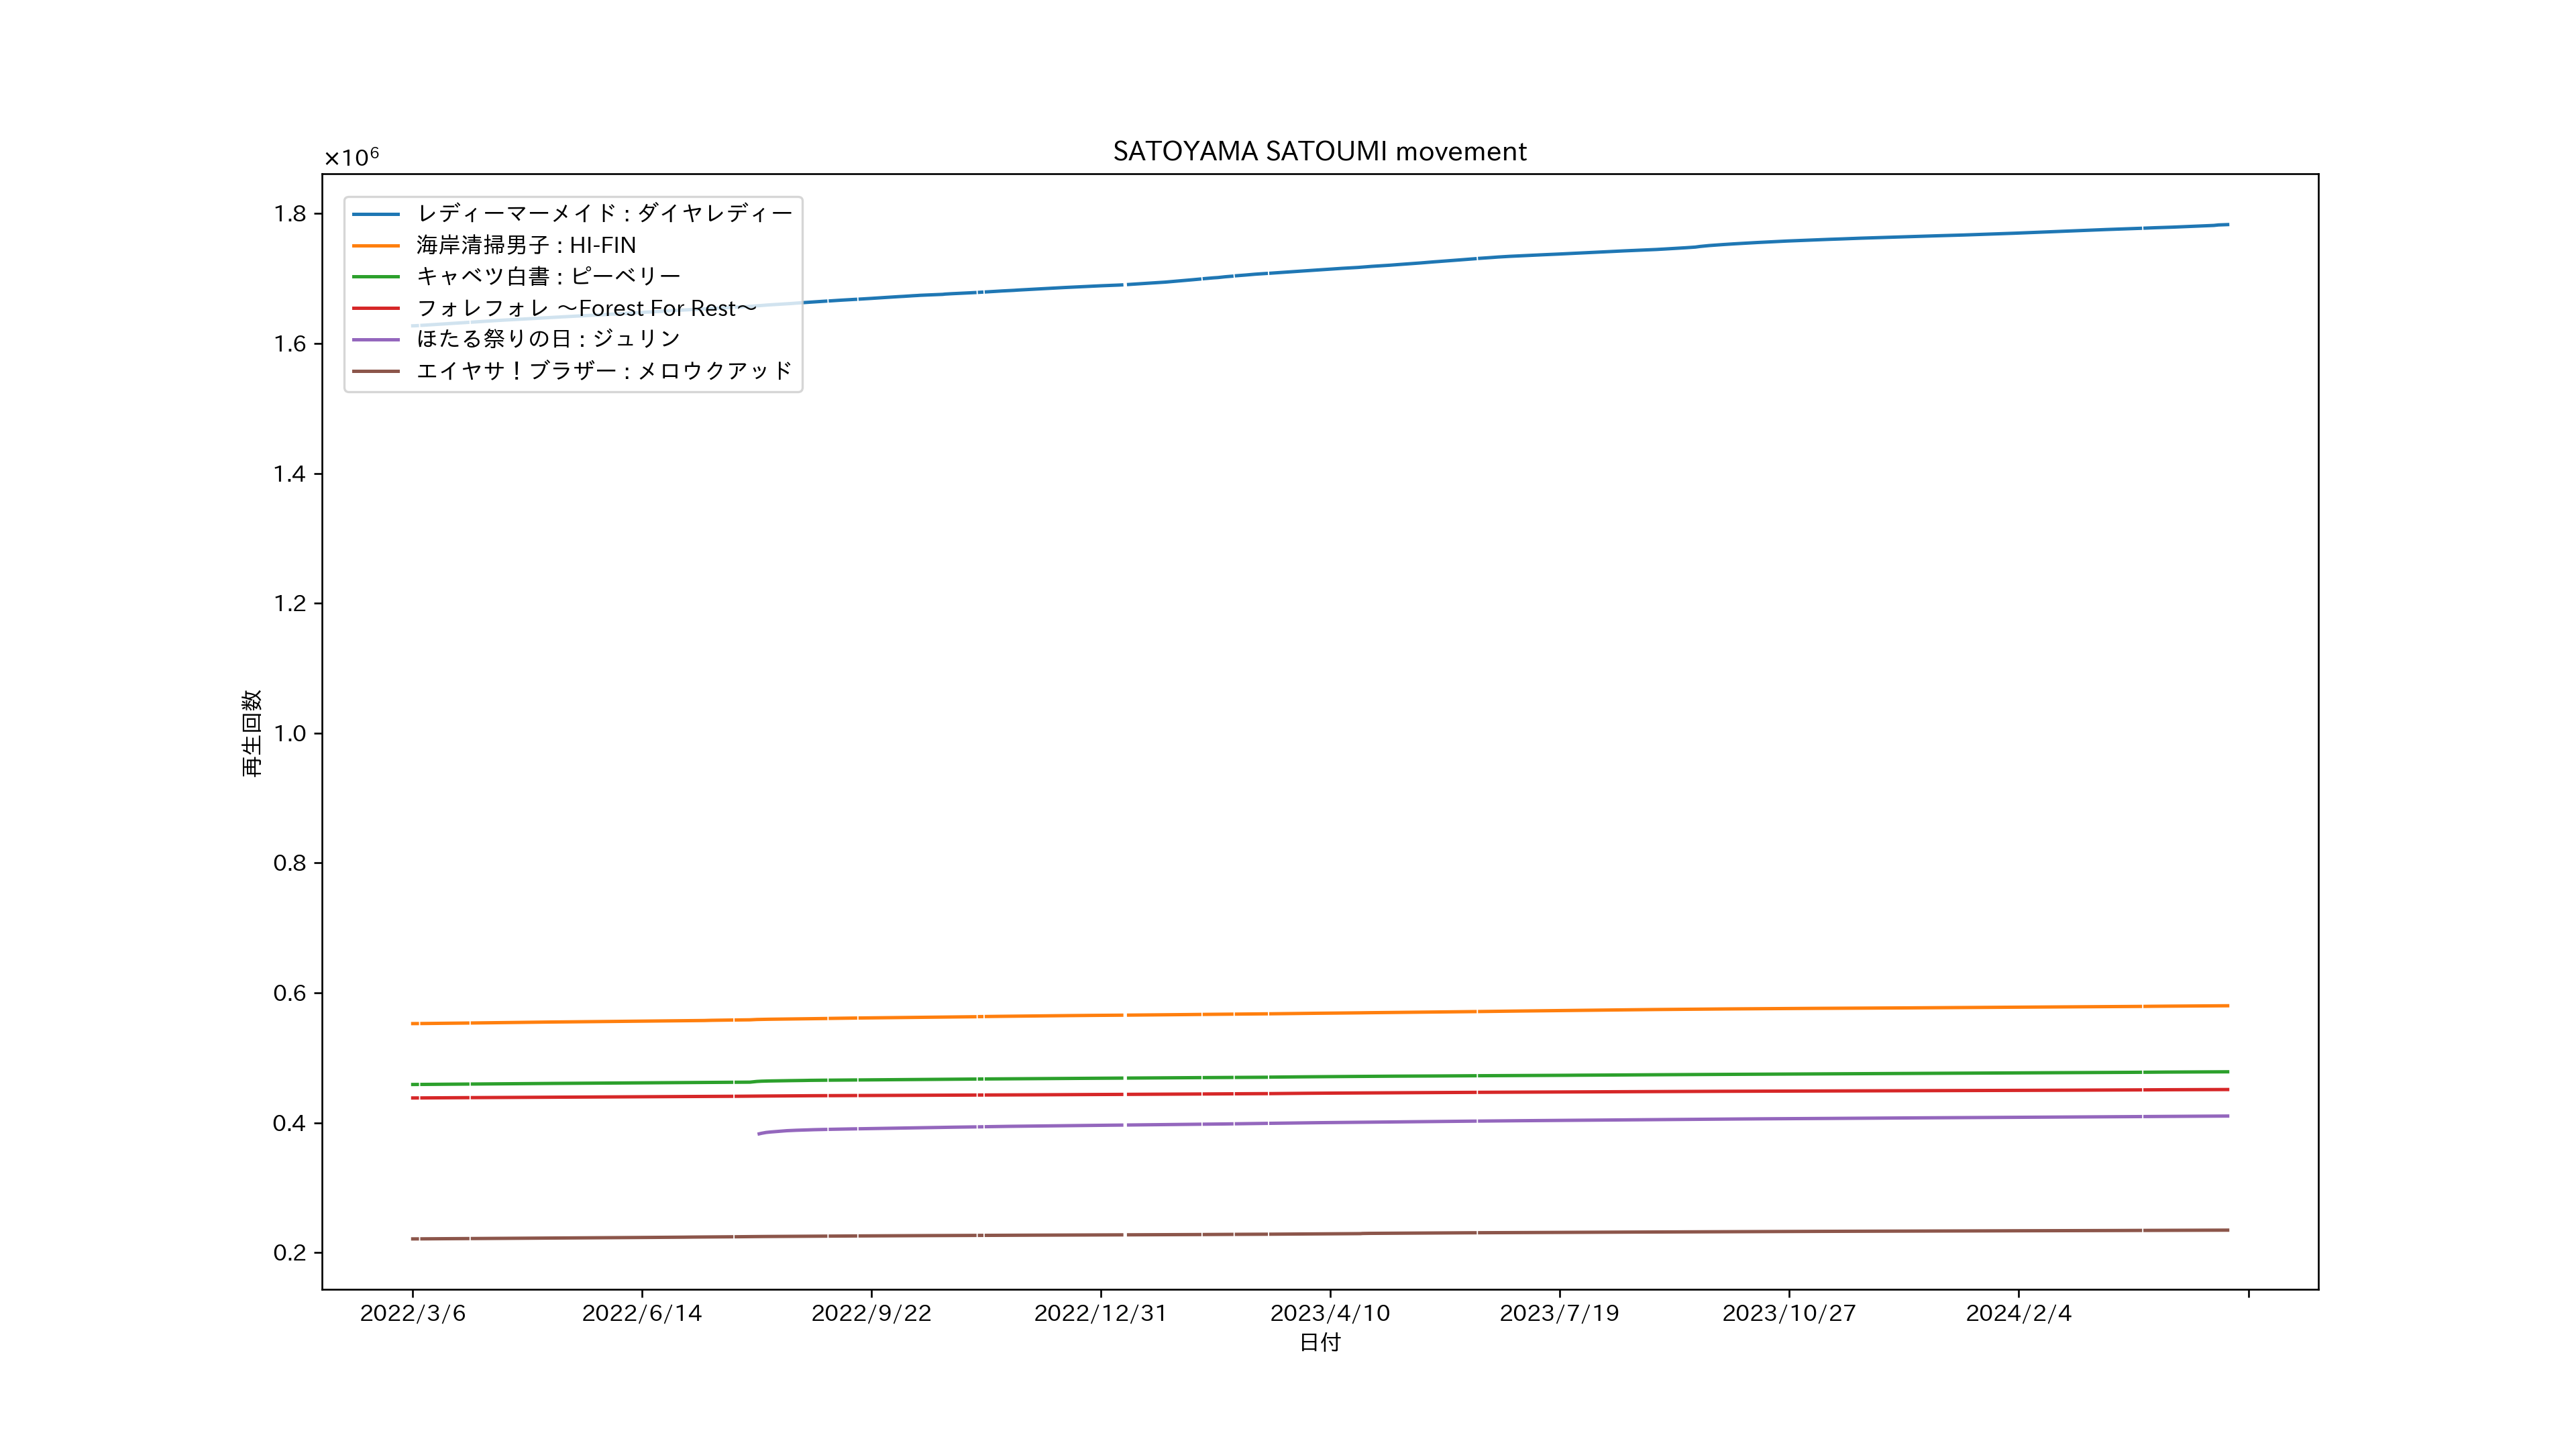 SATOYAMA SATOUMI movement
×10⁶
1.8
1.6
1.4
1.2
1.0
0.8
0.6
0.4
0.2
再生回数
レディーマーメイド : ダイヤレディー
海岸清掃男子 : HI-FIN
キャベツ白書 : ピーベリー
フォレフォレ ～Forest For Rest～
ほたる祭りの日 : ジュリン
エイヤサ！ブラザー : メロウクアッド
2022/3/6 2022/6/14 2022/9/22 2022/12/31 2023/4/10 2023/7/19 2023/10/27 2024/2/4
日付